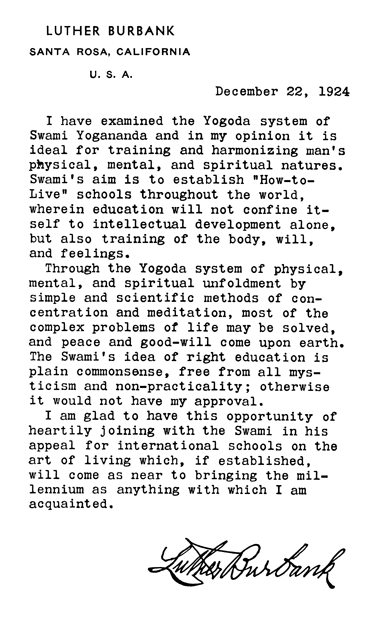 LUTHER BURBANK
SANTA ROSA, CALIFORNIA
U. S. A.
December 22, 1924
I have examined the Yogoda system of
Swami Yogananda and in my opinion it is
ideal for training and harmonizing man's
physical, mental, and spiritual natures.
Swami's aim is to establish "How-to-
Live" schools throughout the world,
wherein education will not confine it-
self to intellectual development alone,
but also training of the body, will,
and feelings.
Through the Yogoda system of physical,
mental, and spiritual unfoldment by
simple and scientific methods of con-
centration and meditation, most of the
complex problems of life may be solved,
and peace and good-will come upon earth.
The Swami's idea of right education is
plain commonsense, free from all mys-
ticism and non-practicality; otherwise
it would not have my approval.
I am glad to have this opportunity of
heartily joining with the Swami in his
appeal for international schools on the
art of living which, if established,
will come as near to bringing the mil-
lennium as anything with which I am
acquainted.
Luther Burbank